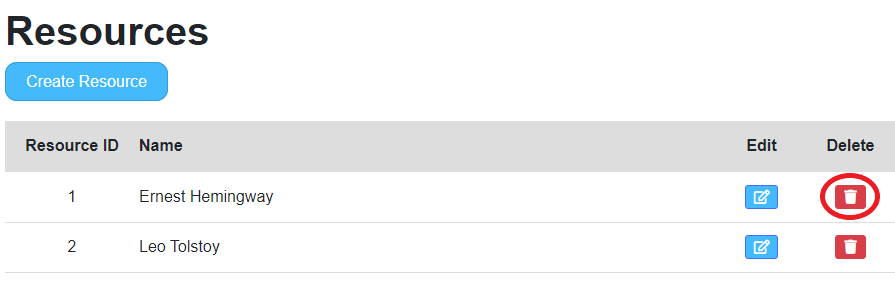 Resources
Create Resource
Resource ID Name Edit Delete
1 Ernest Hemingway
2 Leo Tolstoy